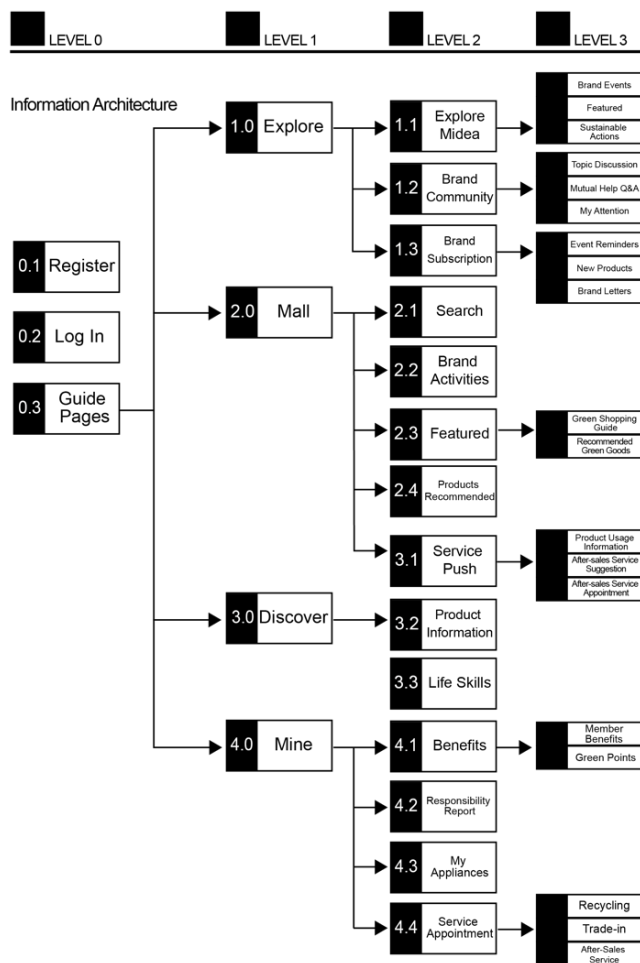 LEVEL 0
LEVEL 1
LEVEL 2
LEVEL 3
Information Architecture
0.1 Register
0.2 Log In
0.3 Guide
Pages
1.0 Explore
1.1 Explore
Midea
Brand Events
Featured
Sustainable
Actions
1.2 Brand
Community
Topic Discussion
Mutual Help Q&A
My Attention
1.3 Brand
Subscription
Event Reminders
New Products
Brand Letters
2.0 Mall
2.1 Search
2.2 Brand
Activities
2.3 Featured
Green Shopping
Guide
Recommended
Green Goods
2.4 Products
Recommended
3.1 Service
Push
Product Usage
Information
After-sales Service
Suggestion
After-sales Service
Appointment
3.0 Discover
3.2 Product
Information
3.3 Life Skills
4.0 Mine
4.1 Benefits
Member
Benefits
Green Points
4.2 Responsibility
Report
4.3 My
Appliances
4.4 Service
Appointment
Recycling
Trade-in
After-Sales
Service